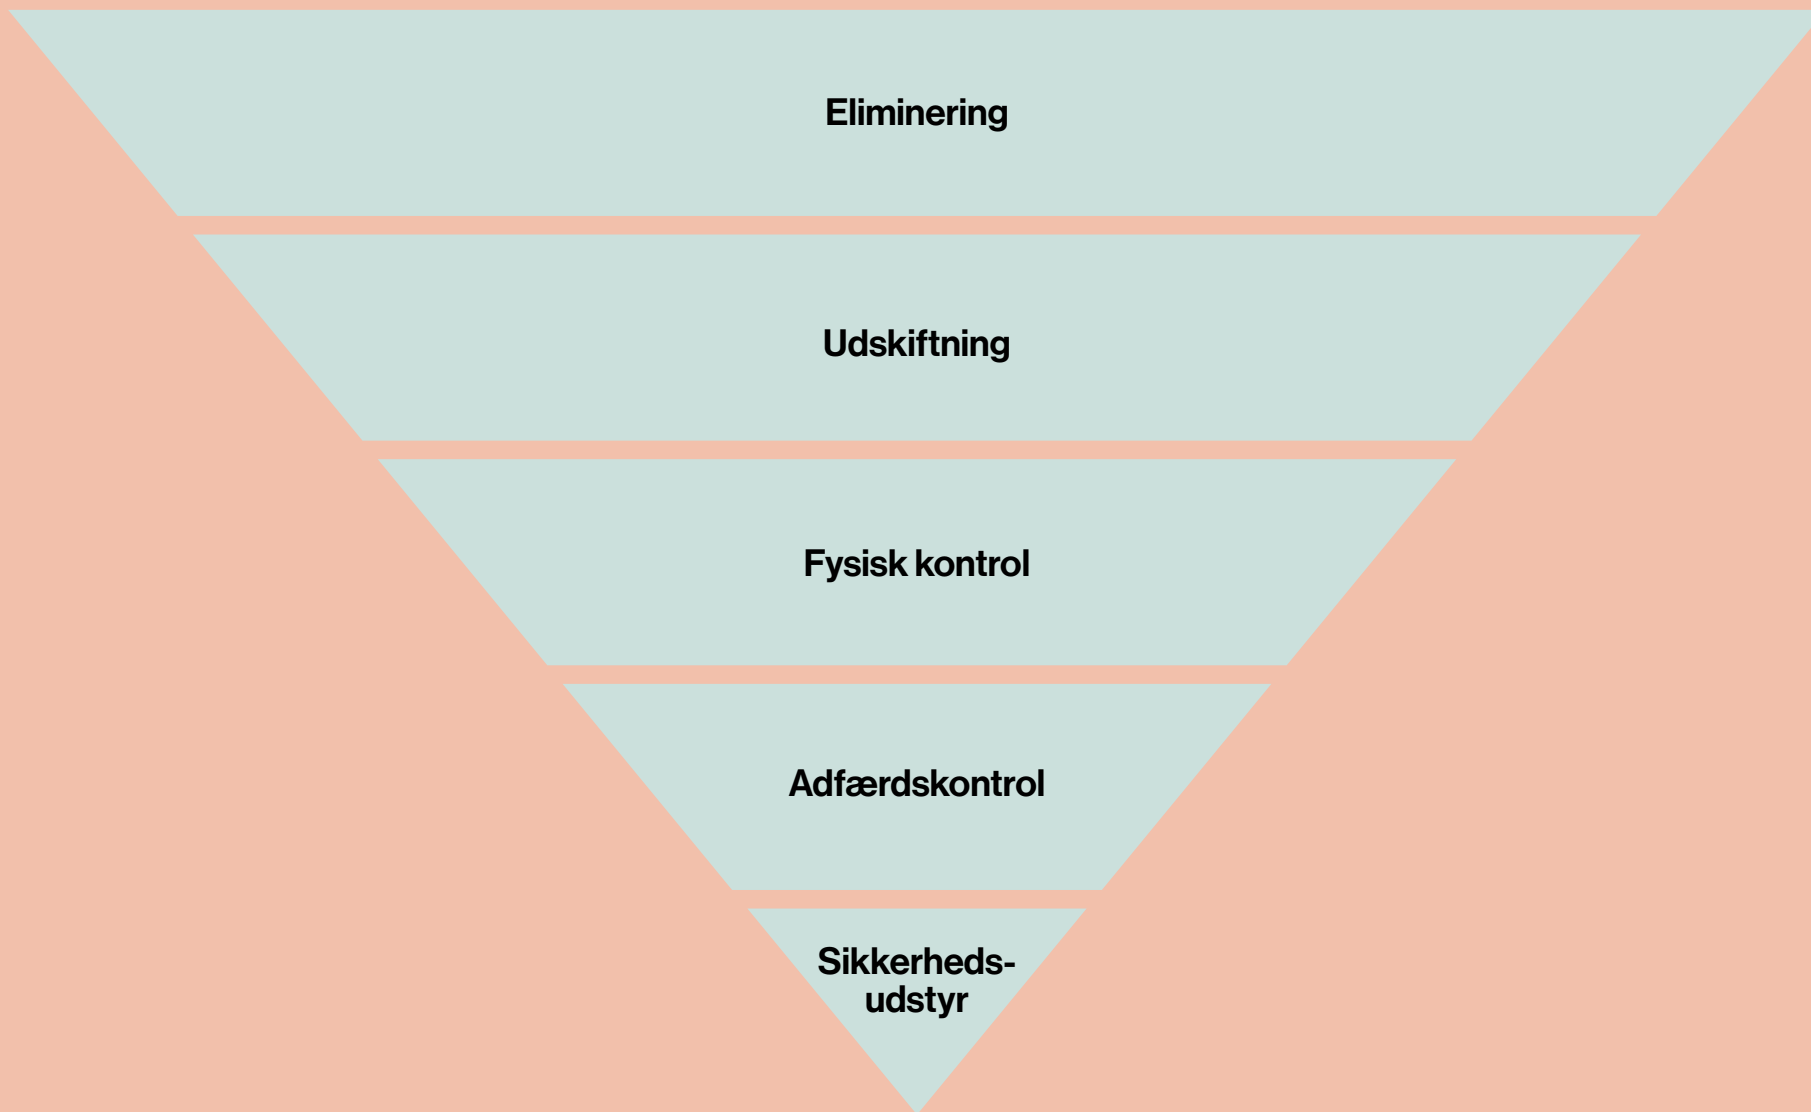 Eliminering
Udskiftning
Fysisk kontrol
Adfærdskontrol
Sikkerheds-
udstyr